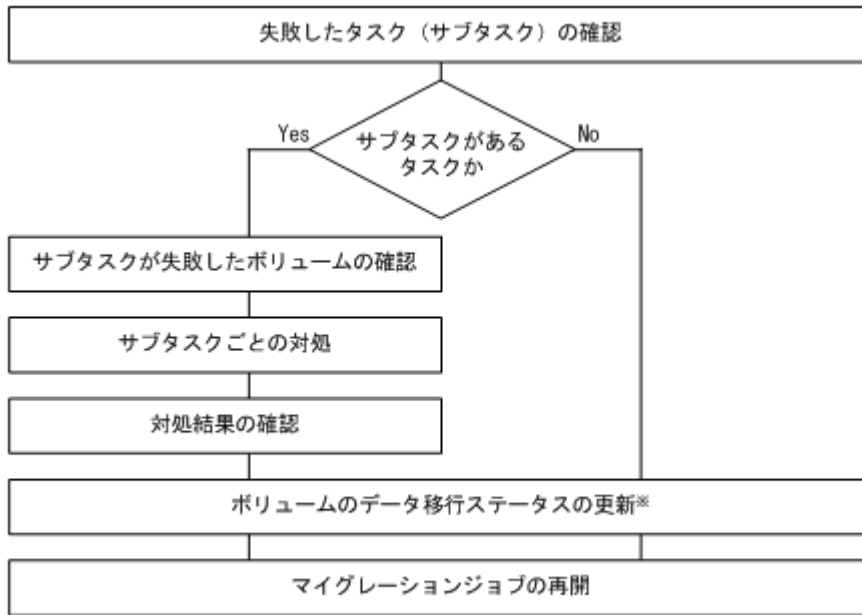 失敗したタスク（サブタスク）の確認
Yes
サブタスクがある
タスクか
No
サブタスクが失敗したボリュームの確認
サブタスクごとの対処
対処結果の確認
ボリュームのデータ移行ステータスの更新※
マイグレーションジョブの再開